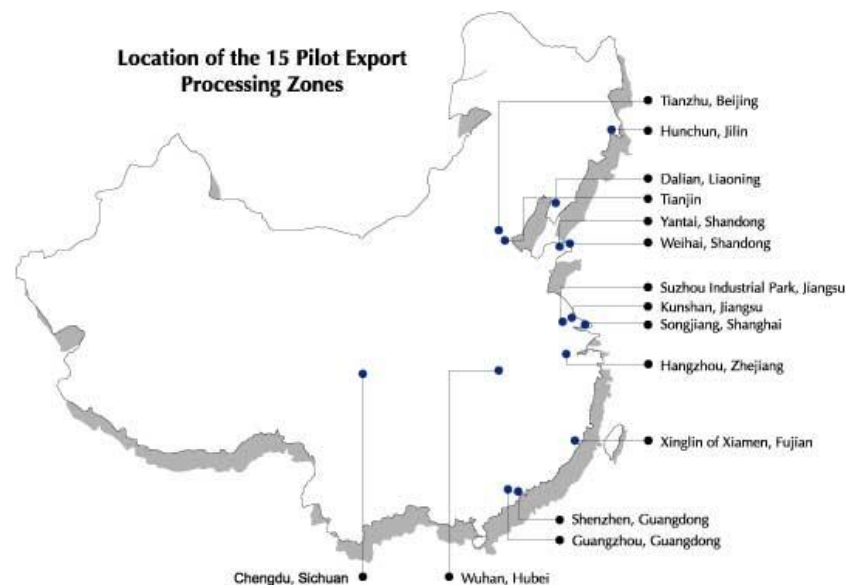 Location of the 15 Pilot Export
Processing Zones
Tianzhu, Beijing
Hunchun, Jilin
Dalian, Liaoning
Tianjin
Yantai, Shandong
Weihai, Shandong
Suzhou Industrial Park, Jiangsu
Kunshan, Jiangsu
Songjiang, Shanghai
Hangzhou, Zhejiang
Xinglin of Xiamen, Fujian
Shenzhen, Guangdong
Guangzhou, Guangdong
Chengdu, Sichuan
Wuhan, Hubei